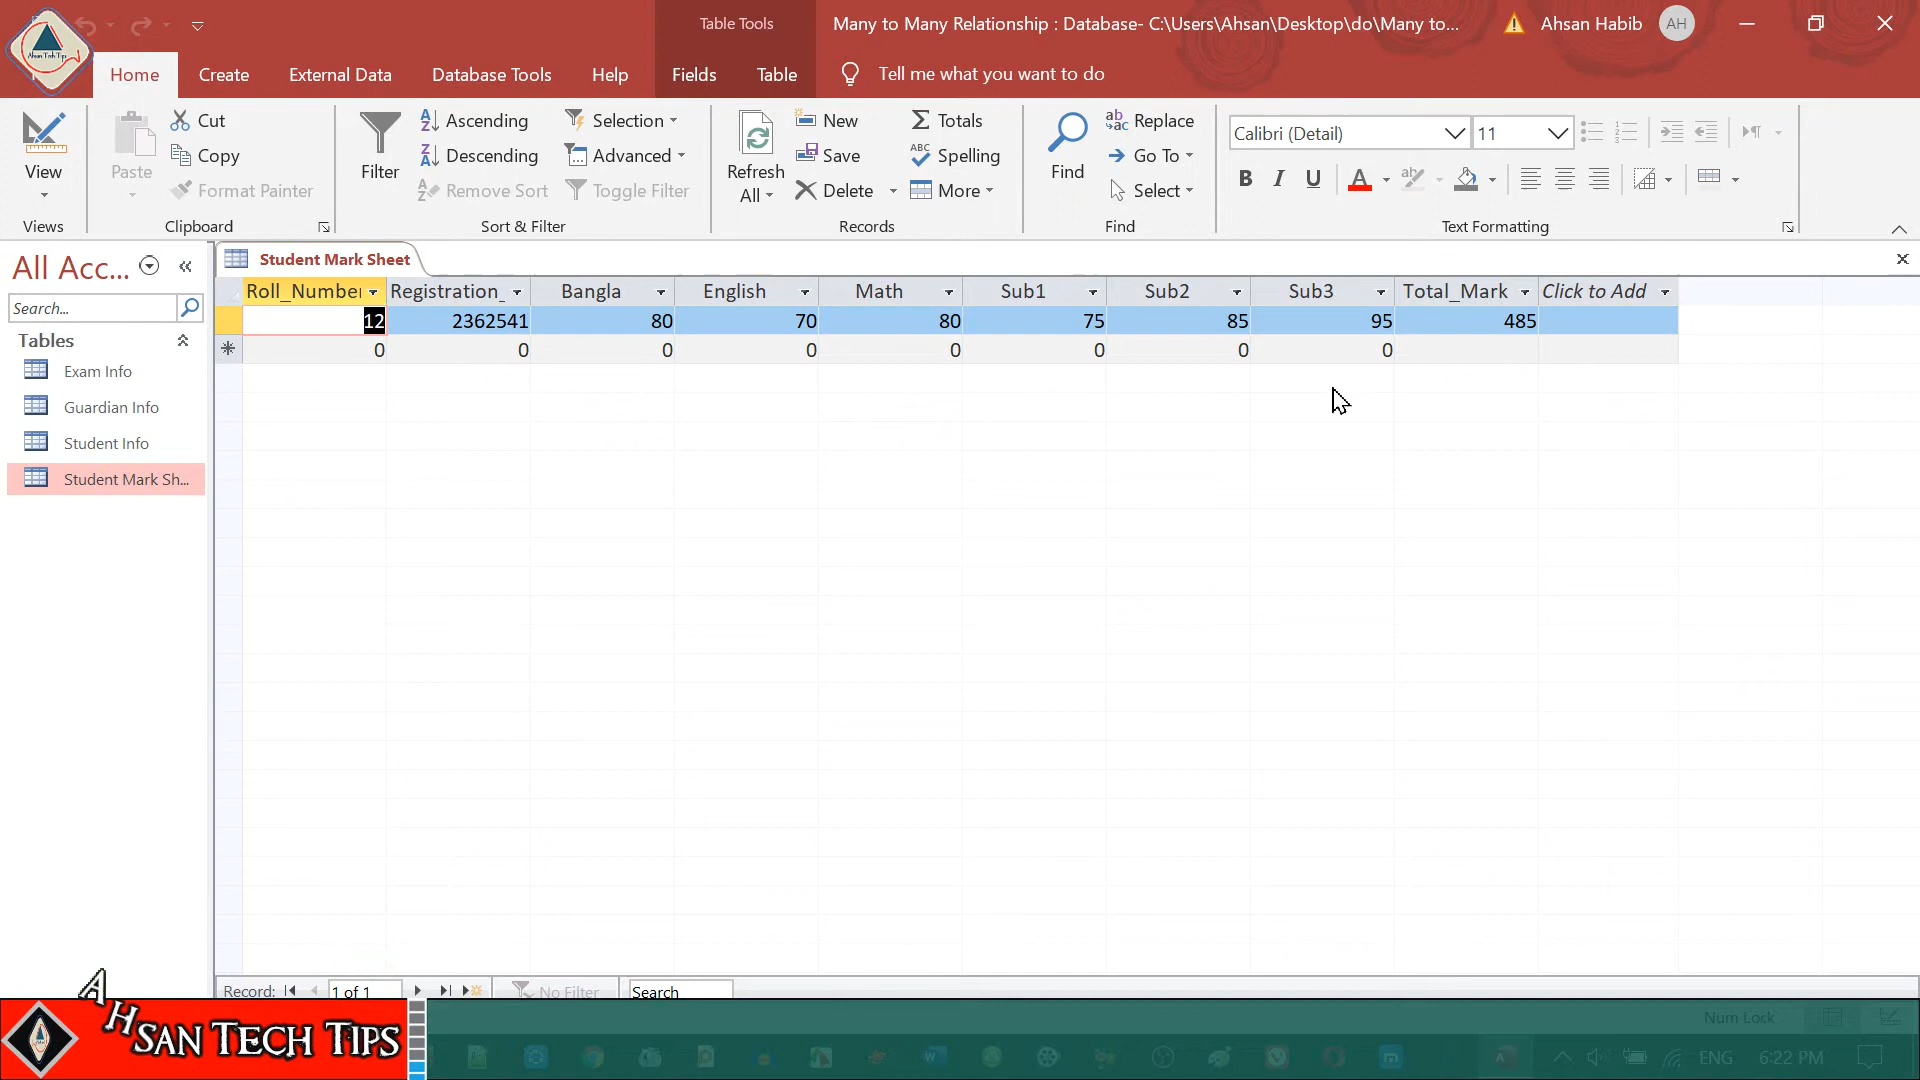 Table Tools
Many to Many Relationship : Database- C:\Users\Ahsan\Desktop\do\Many to...
Ahsan Habib
AH
Ahsan Tech Tips
Home
Create
External Data
Database Tools
Help
Fields
Table
Tell me what you want to do
View
Paste
Cut
Copy
Format Painter
Filter
Ascending
Descending
Remove Sort
Selection
Advanced
Toggle Filter
Refresh
All
New
Save
Delete
Totals
Spelling
More
Find
Replace
Go To
Select
Calibri (Detail)
11
B I U
Views
Clipboard
Sort & Filter
Records
Find
Text Formatting
All Acc...
Search...
Tables
Exam Info
Guardian Info
Student Info
Student Mark Sh...
Student Mark Sheet
Roll_Number Registration_ Bangla English Math Sub1 Sub2 Sub3 Total_Mark Click to Add
12 2362541 80 70 80 75 85 95 485
0 0 0 0 0 0 0 0
Record: 1 of 1 No Filter Search
AHSAN TECH TIPS
Num Lock
ENG 6:22 PM